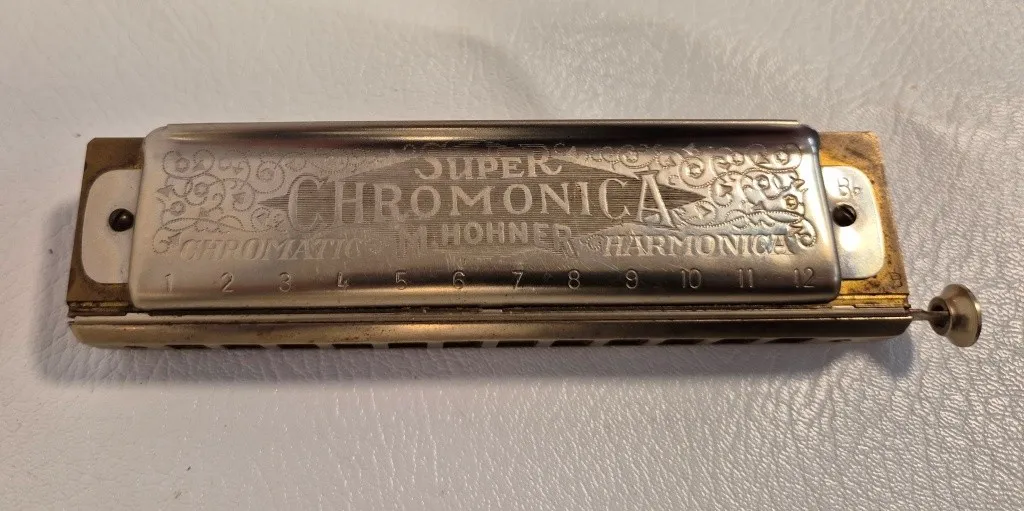 SUPER
CHROMONICA
M. HOHNER
CHROMATIC HARMONICA
1 2 3 4 5 6 7 8 9 10 11 12